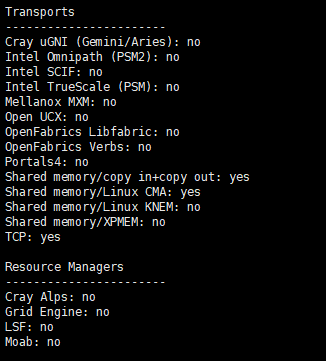 Transports
-----------------------
Cray uGNI (Gemini/Aries): no
Intel Omnipath (PSM2): no
Intel SCIF: no
Intel TrueScale (PSM): no
Mellanox MXM: no
Open UCX: no
OpenFabrics Libfabric: no
OpenFabrics Verbs: no
Portals4: no
Shared memory/copy in+copy out: yes
Shared memory/Linux CMA: yes
Shared memory/Linux KNEM: no
Shared memory/XPMEM: no
TCP: yes

Resource Managers
-----------------------
Cray Alps: no
Grid Engine: no
LSF: no
Moab: no